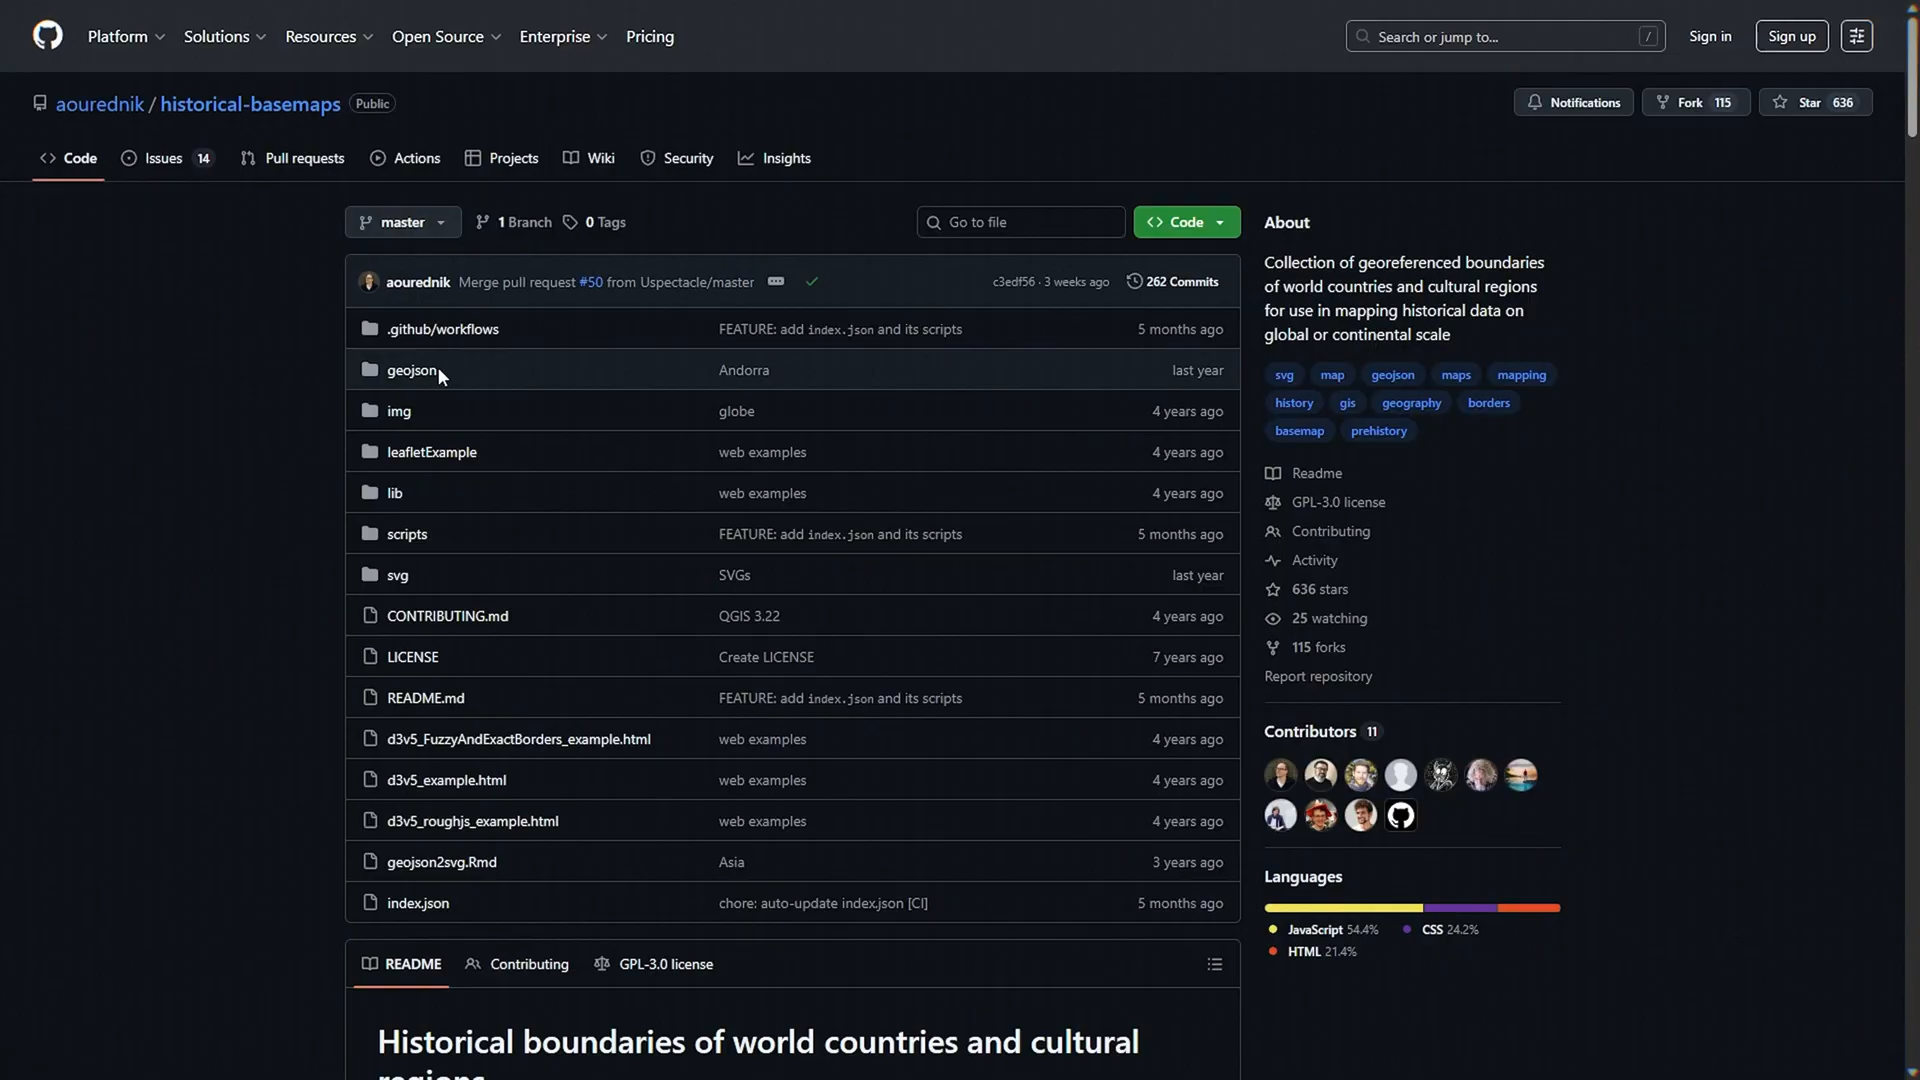 Platform
Solutions
Resources
Open Source
Enterprise
Pricing
Search or jump to...
/
Sign in
Sign up
aourednik / historical-basemaps
Public
Notifications
Fork 115
Star 636
Code
Issues 14
Pull requests
Actions
Projects
Wiki
Security
Insights
master
1 Branch
0 Tags
Go to file
Code
aourednik Merge pull request #50 from Uspectacle/master
c3edf56 · 3 weeks ago
262 Commits
.github/workflows FEATURE: add index.json and its scripts 5 months ago
geojson Andorra last year
img globe 4 years ago
leafletExample web examples 4 years ago
lib web examples 4 years ago
scripts FEATURE: add index.json and its scripts 5 months ago
svg SVGs last year
CONTRIBUTING.md QGIS 3.22 4 years ago
LICENSE Create LICENSE 7 years ago
README.md FEATURE: add index.json and its scripts 5 months ago
d3v5_FuzzyAndExactBorders_example.html web examples 4 years ago
d3v5_example.html web examples 4 years ago
d3v5_roughjs_example.html web examples 4 years ago
geojson2svg.Rmd Asia 3 years ago
index.json chore: auto-update index.json [CI] 5 months ago
README
Contributing
GPL-3.0 license
Historical boundaries of world countries and cultural
regions
About
Collection of georeferenced boundaries
of world countries and cultural regions
for use in mapping historical data on
global or continental scale
svg map geojson maps mapping
history gis geography borders
basemap prehistory
Readme
GPL-3.0 license
Contributing
Activity
636 stars
25 watching
115 forks
Report repository
Contributors 11
Languages
JavaScript 54.4% CSS 24.2%
HTML 21.4%